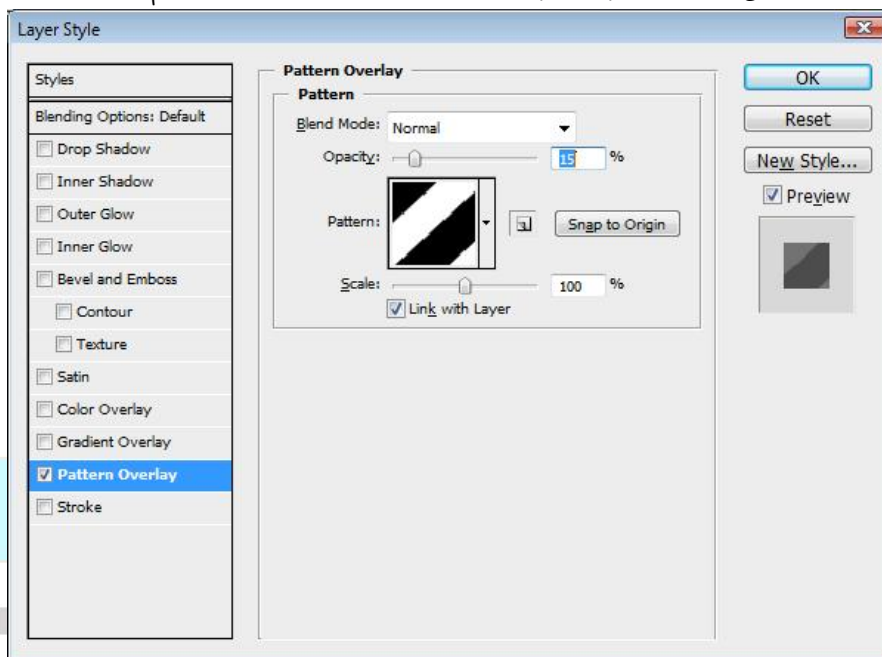 Layer Style
Styles
Blending Options: Default
Drop Shadow
Inner Shadow
Outer Glow
Inner Glow
Bevel and Emboss
Contour
Texture
Satin
Color Overlay
Gradient Overlay
Pattern Overlay
Stroke
Pattern Overlay
Pattern
Blend Mode: Normal
Opacity: 15 %
Pattern: Snap to Origin
Scale: 100 %
Link with Layer
OK
Reset
New Style...
Preview